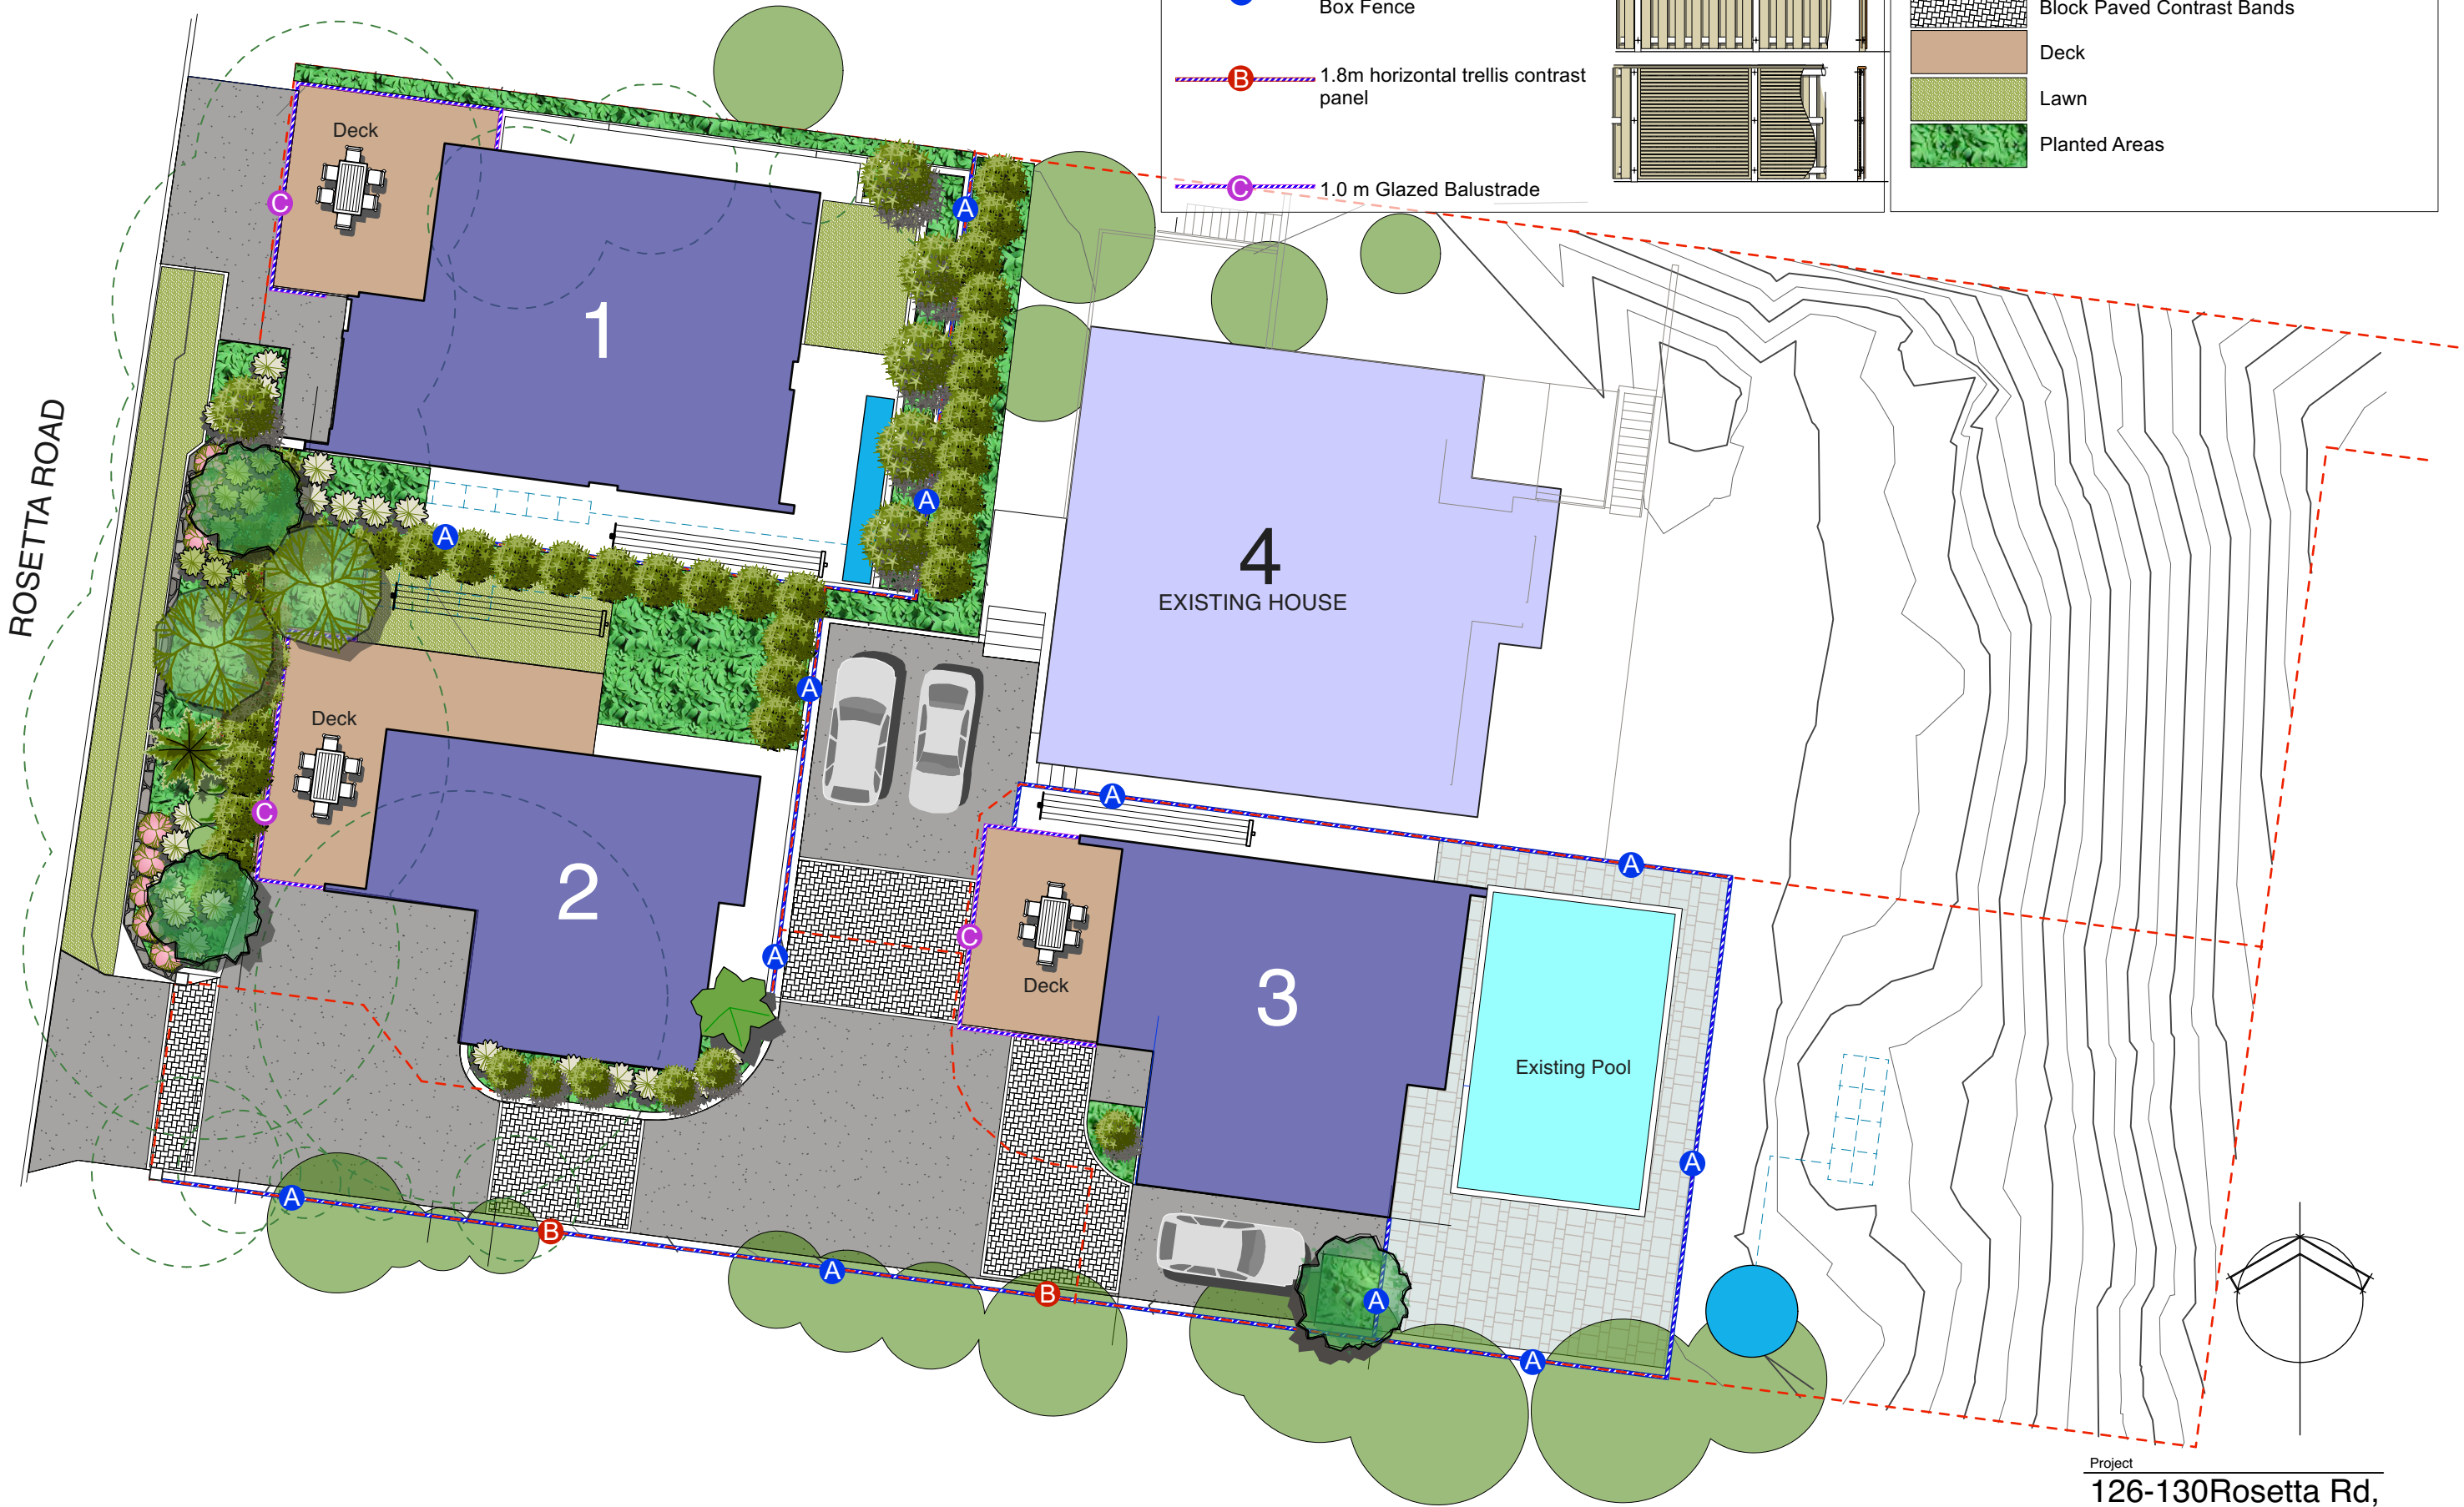 Box Fence
B
1.8m horizontal trellis contrast
panel
C
1.0 m Glazed Balustrade
Block Paved Contrast Bands
Deck
Lawn
Planted Areas
ROSETTA ROAD
Deck
C
1
A
A
A
4
EXISTING HOUSE
A
Deck
C
2
A
A
A
C
Deck
3
Existing Pool
A
A
B
A
B
A
A
Project
126-130Rosetta Rd,